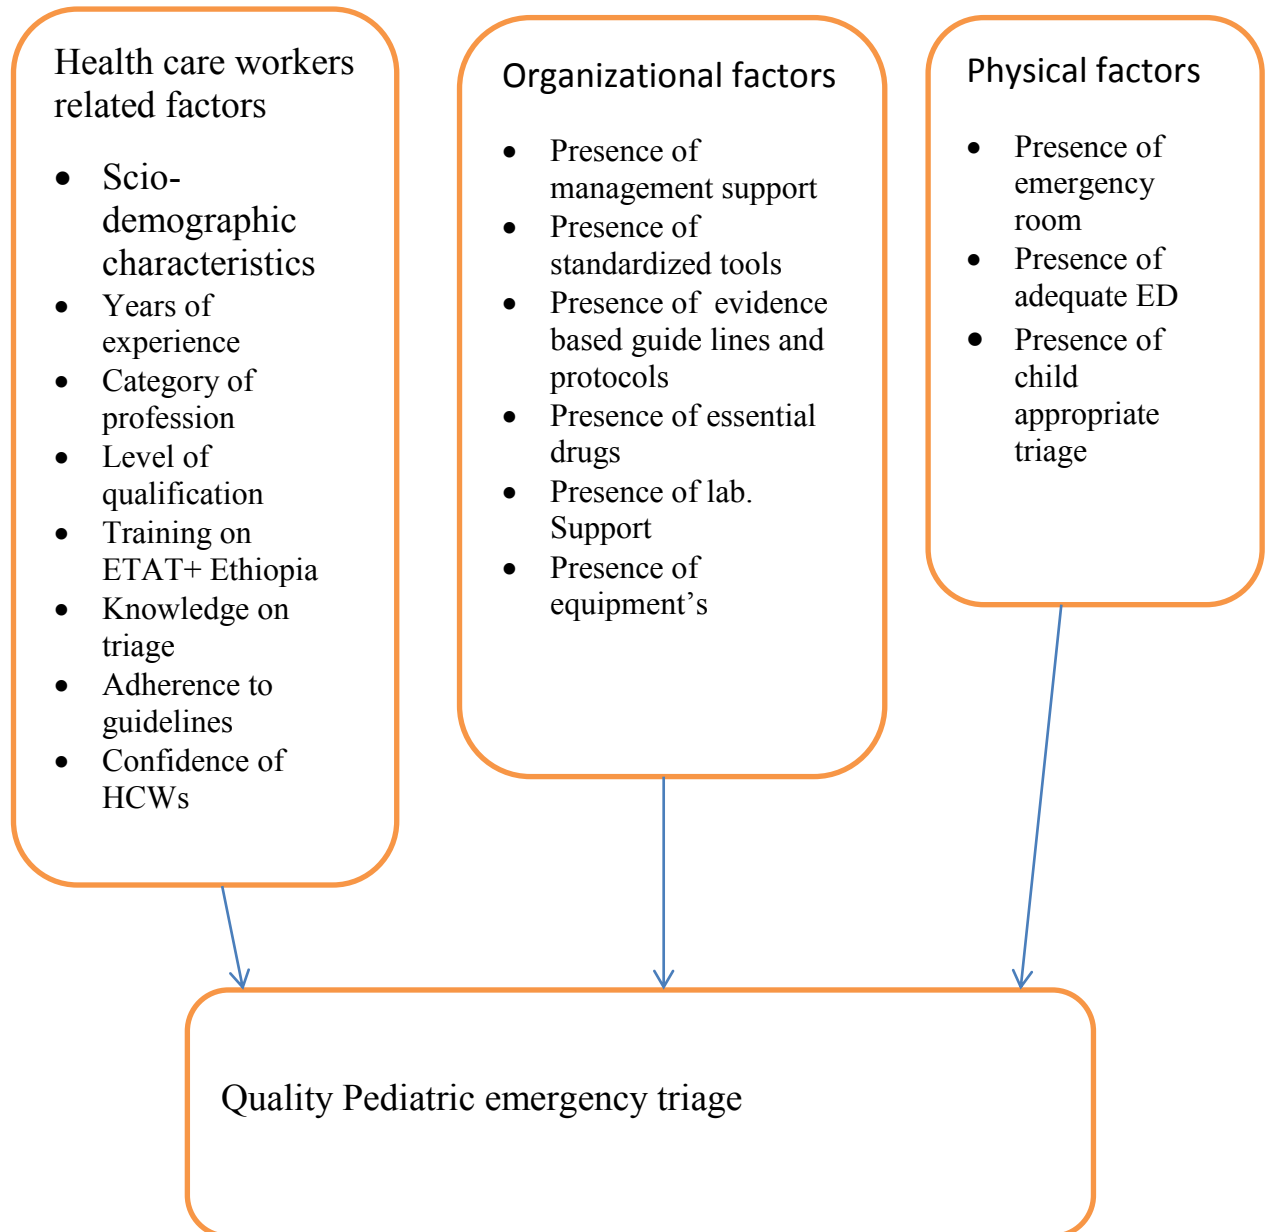 Health care workers
related factors
• Scio-
demographic
characteristics
• Years of
experience
• Category of
profession
• Level of
qualification
• Training on
ETAT+ Ethiopia
• Knowledge on
triage
• Adherence to
guidelines
• Confidence of
HCWs
Organizational factors
• Presence of
management support
• Presence of
standardized tools
• Presence of  evidence
based guide lines and
protocols
• Presence of essential
drugs
• Presence of lab.
Support
• Presence of
equipment’s
Physical factors
• Presence of
emergency
room
• Presence of
adequate ED
• Presence of
child
appropriate
triage
Quality Pediatric emergency triage